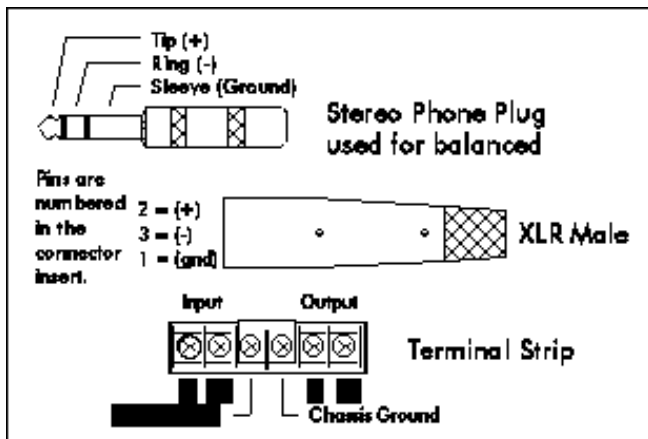 Tip (+)
Ring (-)
Sleeve (Ground)
Stereo Phone Plug
used for balanced
Pins are
numbered
in the
connector
insert.
2 = (+)
3 = (-)
1 = (gnd)
XLR Male
Input
Output
Terminal Strip
Chassis Ground